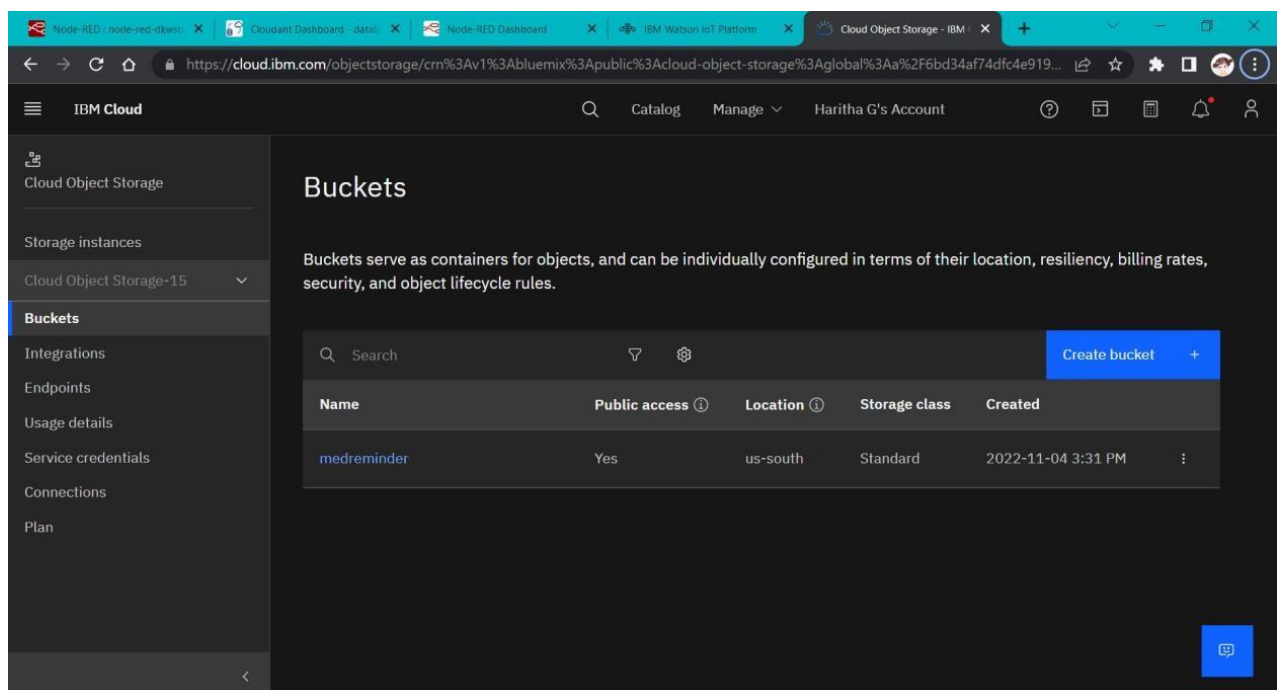 Node-RED : node-red-dkwst
Cloudant Dashboard - datab
Node-RED Dashboard
IBM Watson IoT Platform
Cloud Object Storage - IBM
https://cloud.ibm.com/objectstorage/crn%3Av1%3Abluemix%3Apublic%3Acloud-object-storage%3Aglobal%3Aa%2F6bd34af74dfc4e919...
IBM Cloud
Catalog
Manage
Haritha G's Account
Cloud Object Storage
Storage instances
Cloud Object Storage-15
Buckets
Integrations
Endpoints
Usage details
Service credentials
Connections
Plan
Buckets
Buckets serve as containers for objects, and can be individually configured in terms of their location, resiliency, billing rates,
security, and object lifecycle rules.
Search
Create bucket +
Name Public access Location Storage class Created
medreminder Yes us-south Standard 2022-11-04 3:31 PM